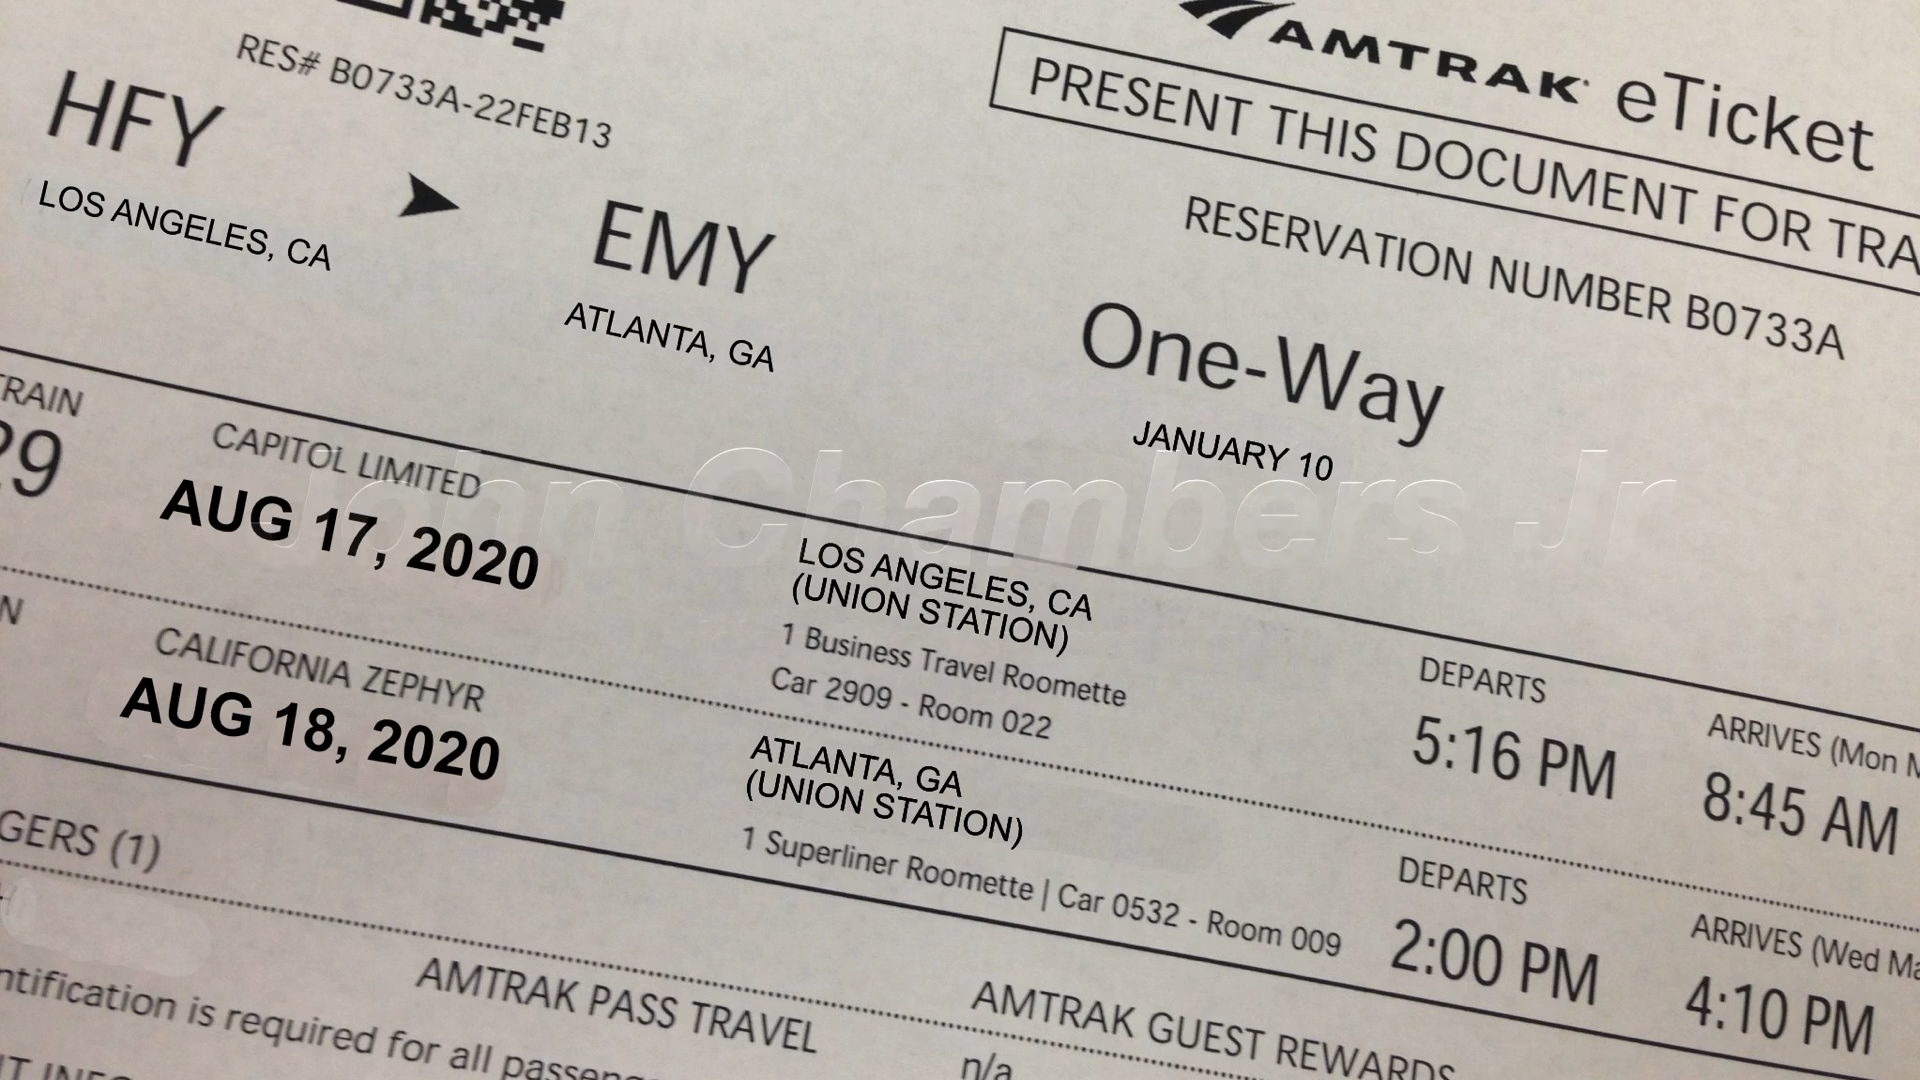 AMTRAK eTicket
PRESENT THIS DOCUMENT FOR
RES# B0733A-22FEB13
HFY
LOS ANGELES, CA
EMY
ATLANTA, GA
RESERVATION NUMBER B0733A
One-Way
JANUARY 10
TRAIN
29
CAPITOL LIMITED
AUG 17, 2020
LOS ANGELES, CA
(UNION STATION)
1 Business Travel Roomette
Car 2909 - Room 022
DEPARTS
5:16 PM
ARRIVES (Mon
8:45 AM
John Chambers Jr
CALIFORNIA ZEPHYR
AUG 18, 2020
ATLANTA, GA
(UNION STATION)
1 Superliner Roomette | Car 0532 - Room 009
DEPARTS
2:00 PM
ARRIVES (Wed
4:10 PM
GERS (1)
AMTRAK PASS TRAVEL
AMTRAK GUEST REWARDS
n/a
ntification is required for all